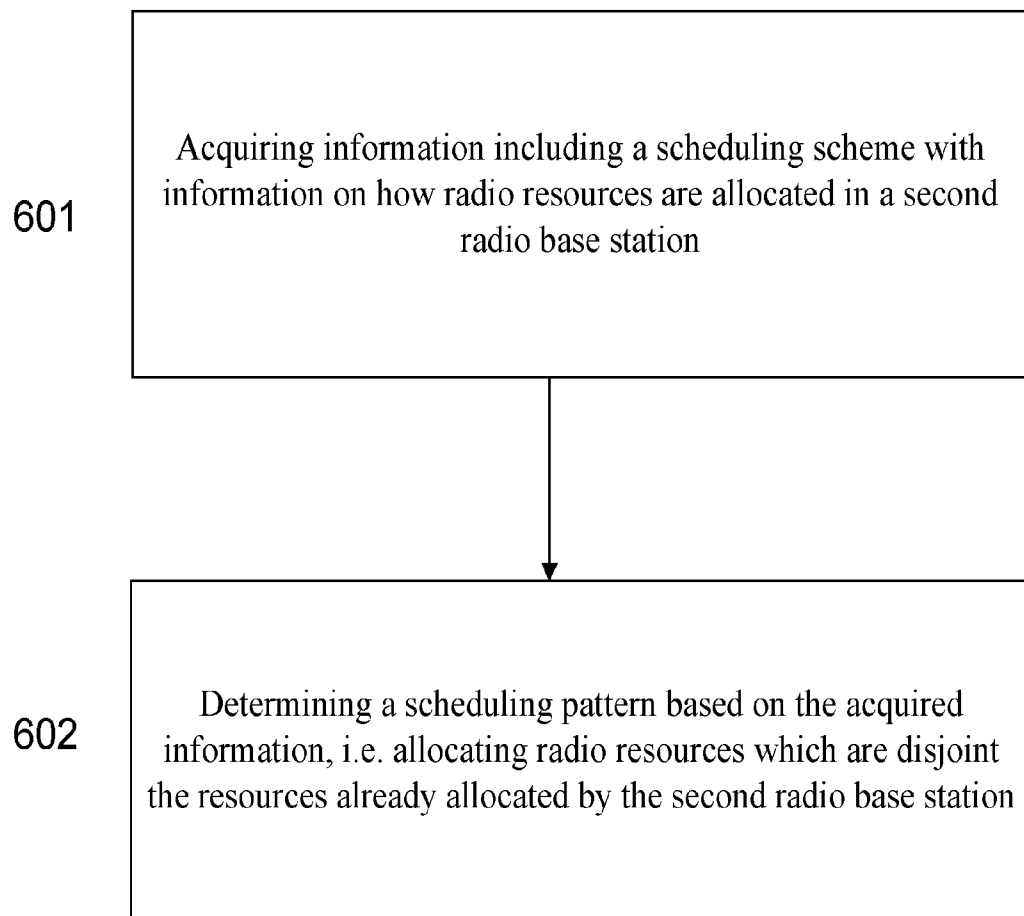 601
Acquiring information including a scheduling scheme with
information on how radio resources are allocated in a second
radio base station
602
Determining a scheduling pattern based on the acquired
information, i.e. allocating radio resources which are disjoint
the resources already allocated by the second radio base station